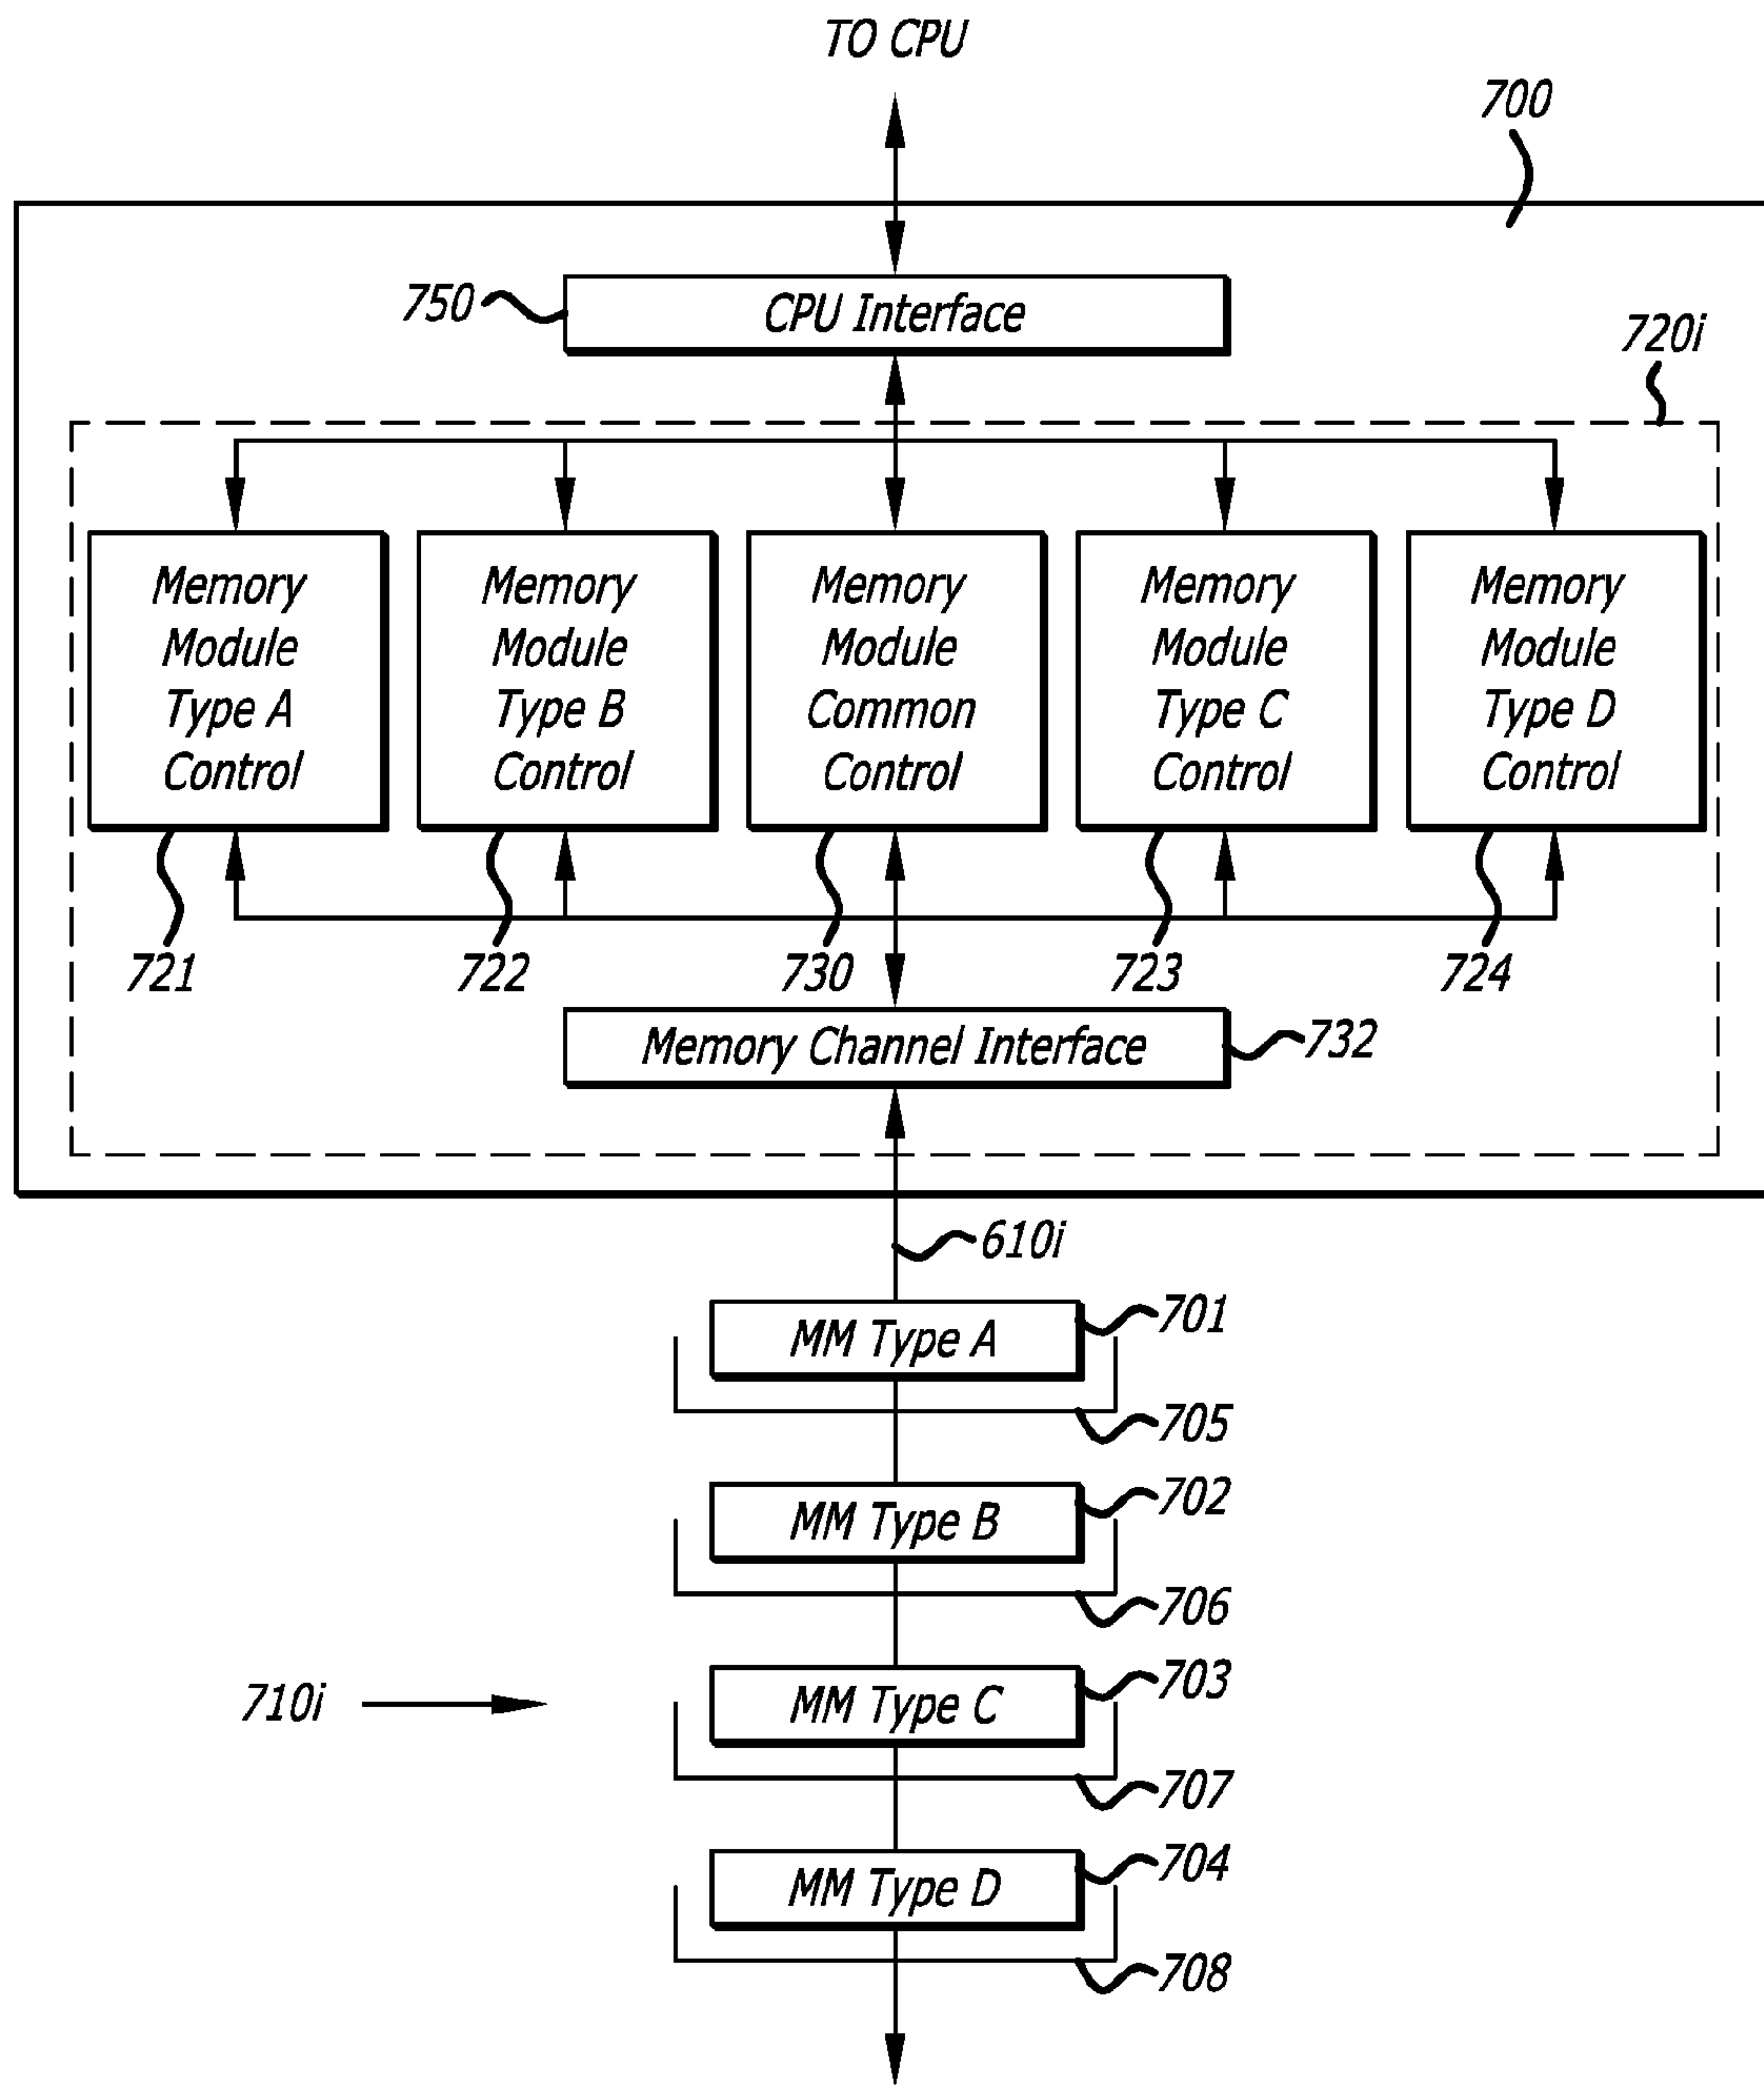 TO CPU
700
750
CPU Interface
720i
Memory
Module
Type A
Control
Memory
Module
Type B
Control
Memory
Module
Common
Control
Memory
Module
Type C
Control
Memory
Module
Type D
Control
721
722
730
723
724
Memory Channel Interface
732
610i
MM Type A
701
705
MM Type B
702
706
710i
MM Type C
703
707
MM Type D
704
708